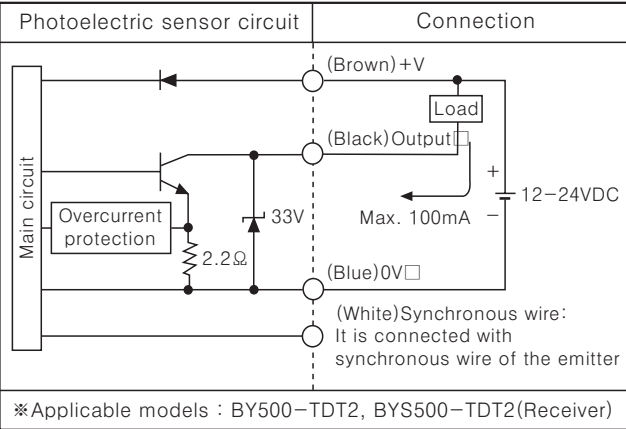 Photoelectric sensor circuit
Connection
(Brown)+V
Load
(Black)Output□
Main circuit
+
12−24VDC
−
Max. 100mA
Overcurrent
protection
33V
2.2Ω
(Blue)0V□
(White)Synchronous wire:
It is connected with
synchronous wire of the emitter
※Applicable models : BY500−TDT2, BYS500−TDT2(Receiver)